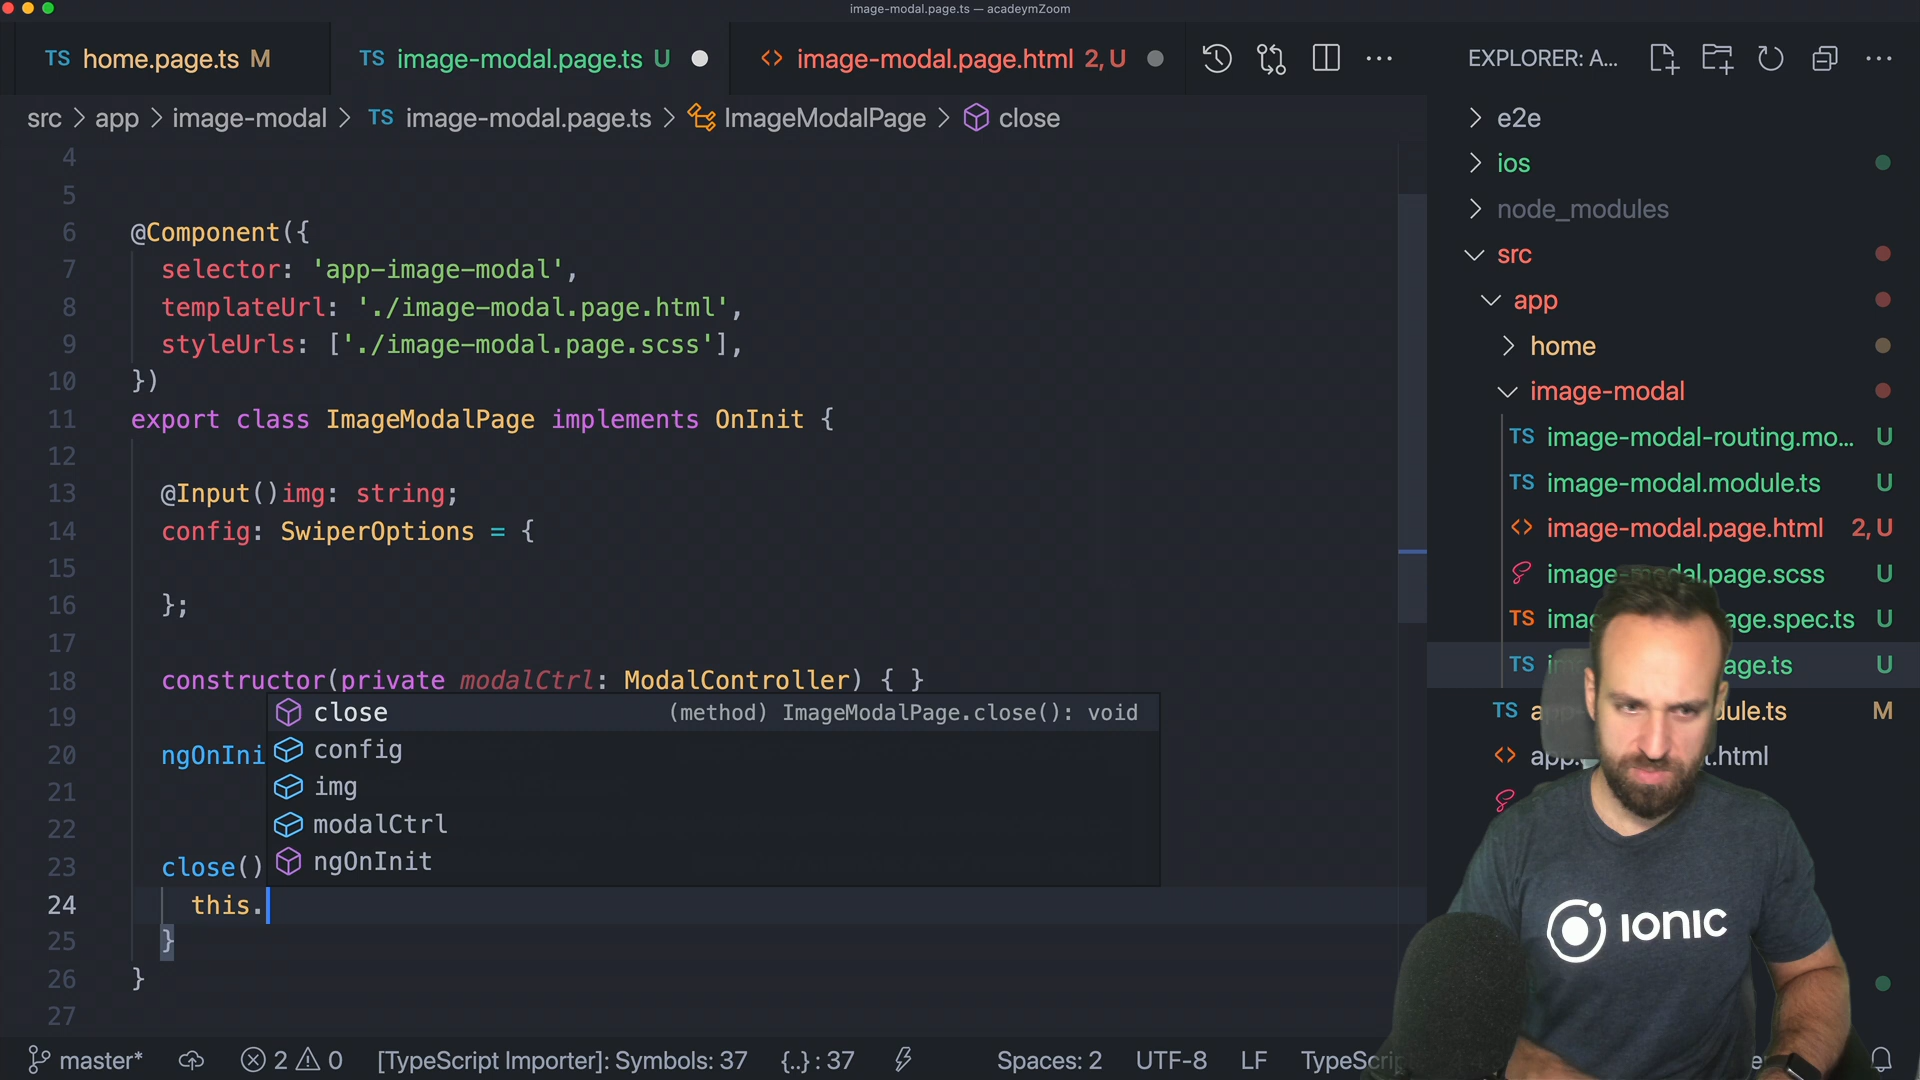 image-modal.page.ts — acadeymZoom
TS home.page.ts M
TS image-modal.page.ts U
<> image-modal.page.html 2, U
EXPLORER: A...
src > app > image-modal > TS image-modal.page.ts > ImageModalPage > close
4
5
6 @Component({
7 selector: 'app-image-modal',
8 templateUrl: './image-modal.page.html',
9 styleUrls: ['./image-modal.page.scss'],
10 })
11 export class ImageModalPage implements OnInit {
12
13 @Input()img: string;
14 config: SwiperOptions = {
15
16 };
17
18 constructor(private modalCtrl: ModalController) { }
19
20 ngOnIni
21
22
23 close()
24 this.
25 }
26 }
27
close (method) ImageModalPage.close(): void
config
img
modalCtrl
ngOnInit
e2e
ios
node_modules
src
app
home
image-modal
TS image-modal-routing.mo... U
TS image-modal.module.ts U
<> image-modal.page.html 2, U
image-modal.page.scss U
TS imag age.spec.ts U
TS age.ts U
TS dule.ts M
<> app. t.html
IONIC
master*
2 0
[TypeScript Importer]: Symbols: 37
{..} : 37
Spaces: 2
UTF-8
LF
TypeScrip